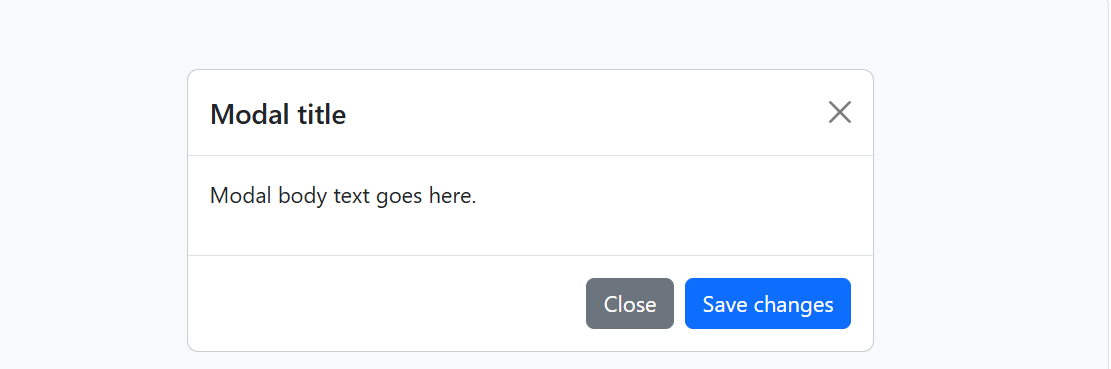 Modal title
Modal body text goes here.
Close
Save changes